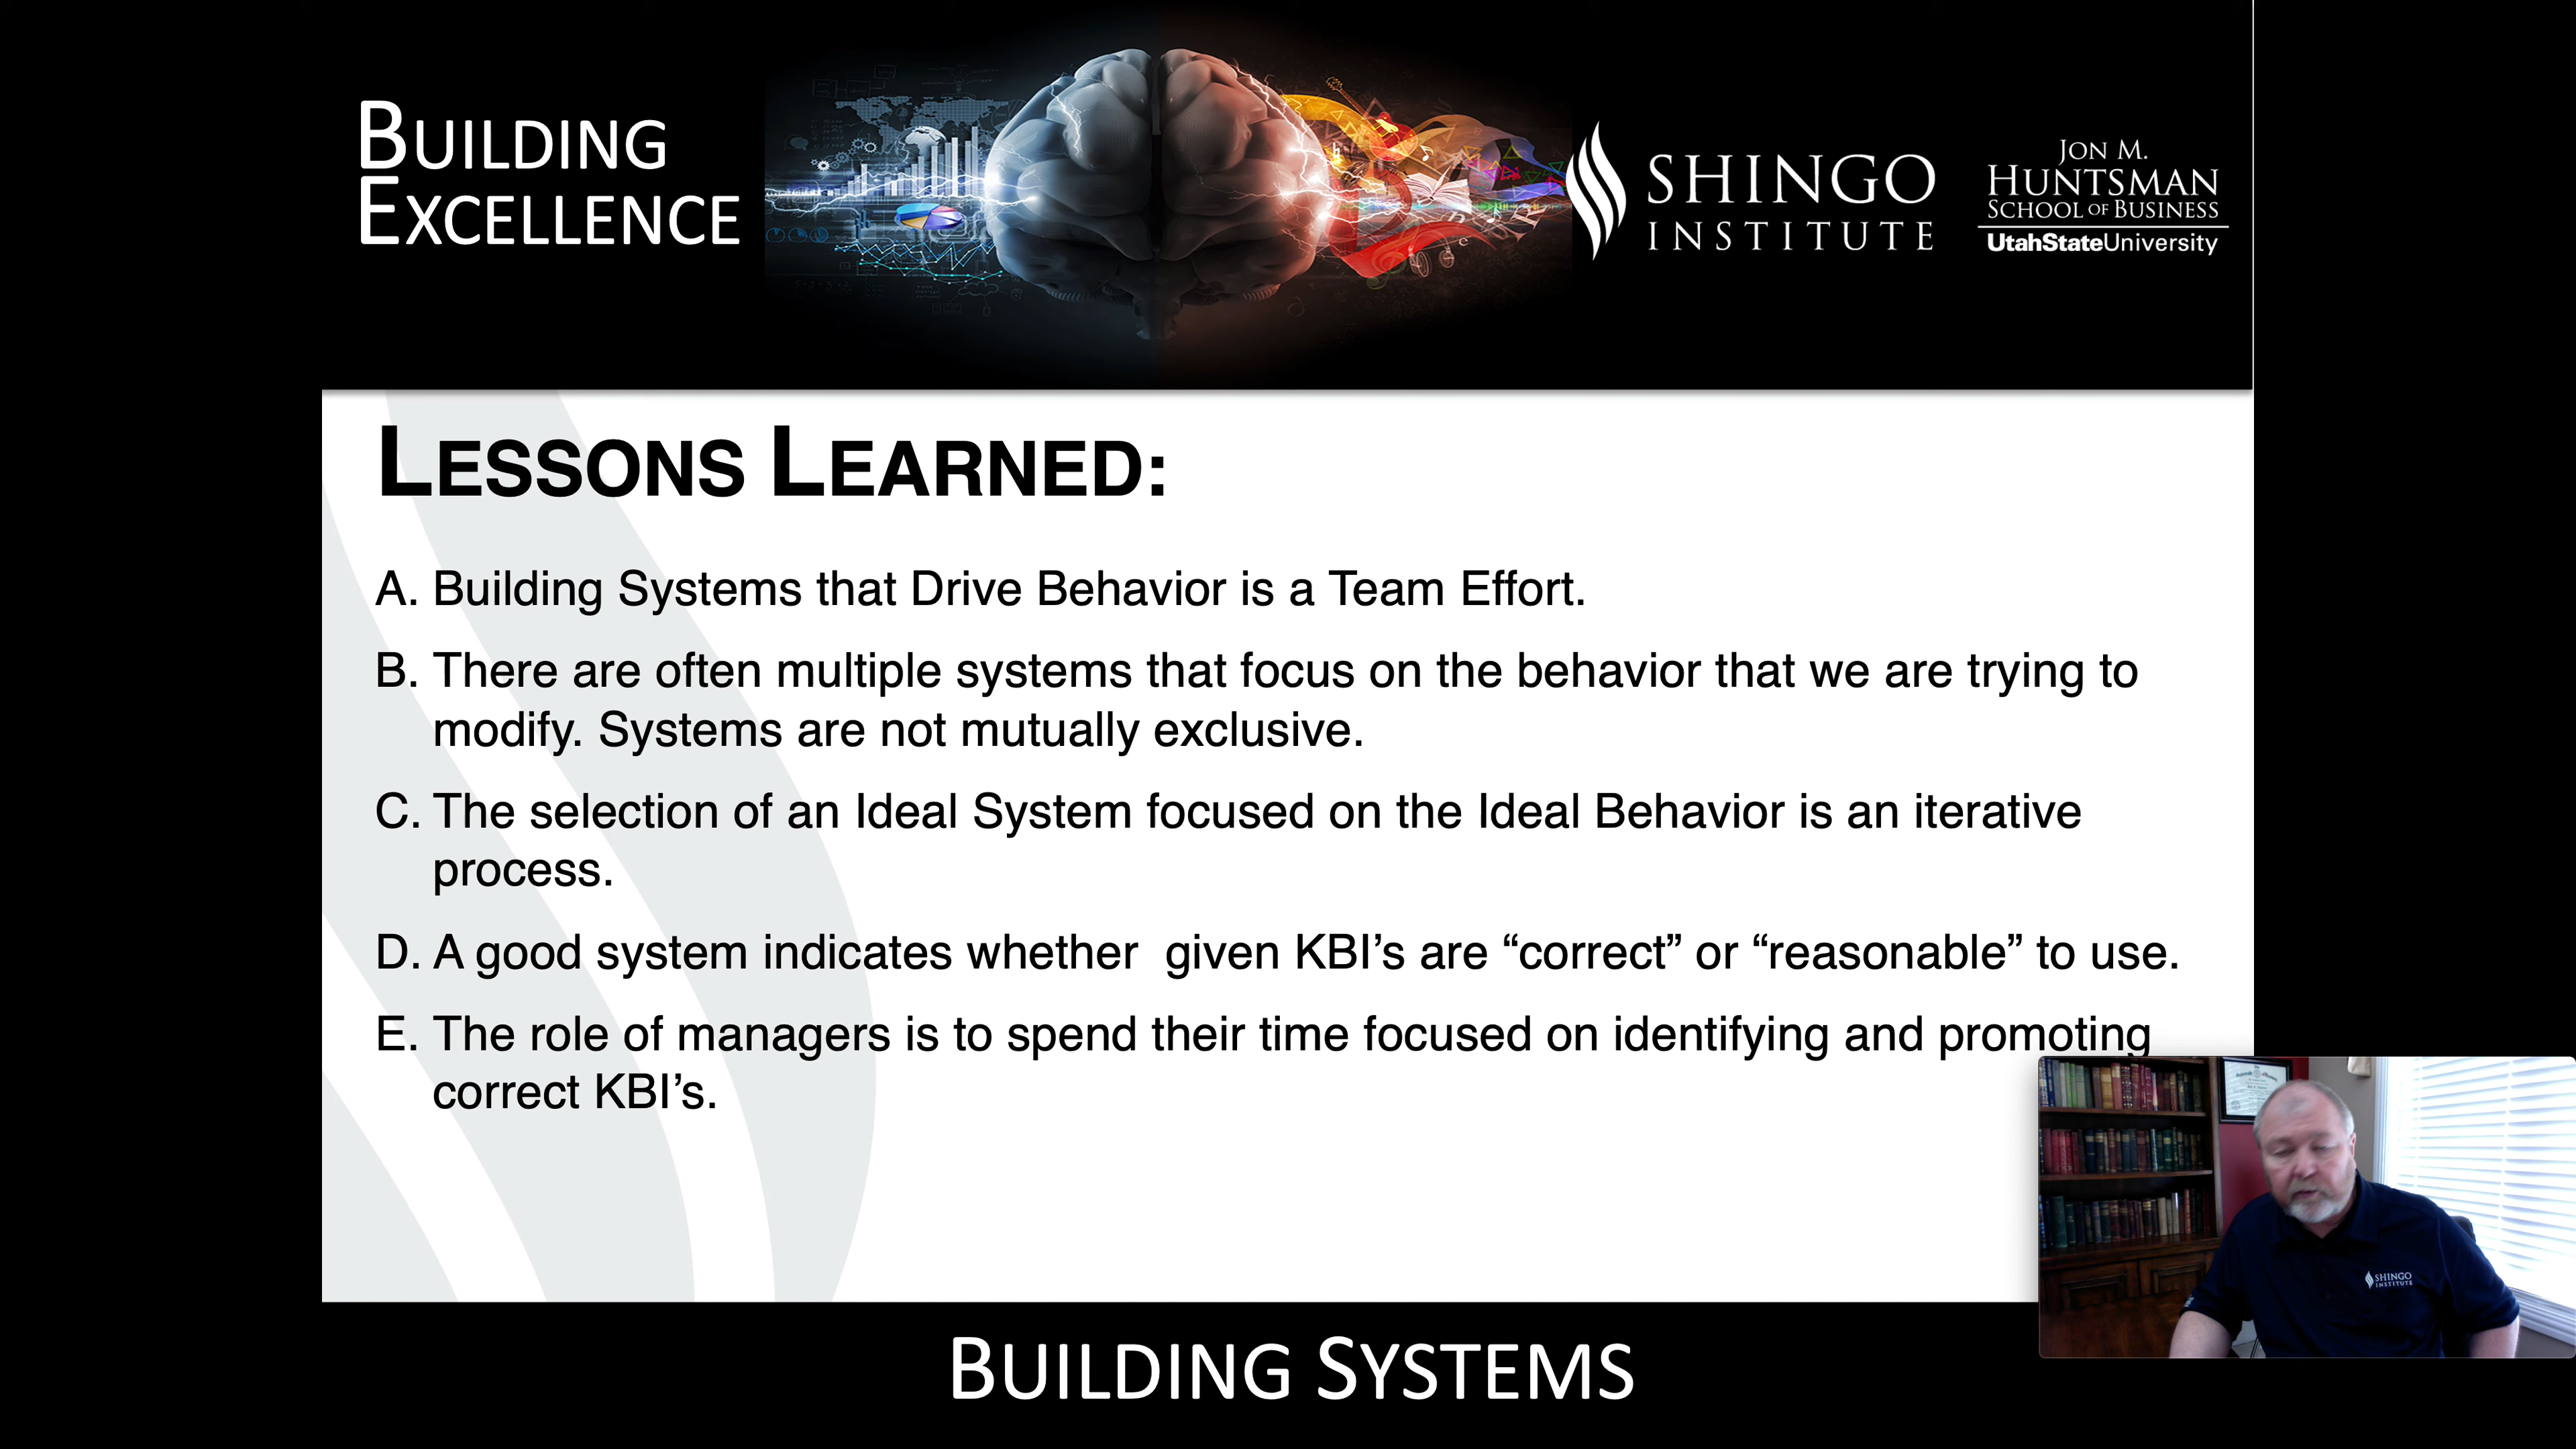 BUILDING
EXCELLENCE
SHINGO
INSTITUTE
JON M.
HUNTSMAN
SCHOOL OF BUSINESS
UtahStateUniversity
LESSONS LEARNED:
A. Building Systems that Drive Behavior is a Team Effort.
B. There are often multiple systems that focus on the behavior that we are trying to
modify. Systems are not mutually exclusive.
C. The selection of an Ideal System focused on the Ideal Behavior is an iterative
process.
D. A good system indicates whether  given KBI’s are “correct” or “reasonable” to use.
E. The role of managers is to spend their time focused on identifying and promoting
correct KBI’s.
SHINGO
INSTITUTE
BUILDING SYSTEMS